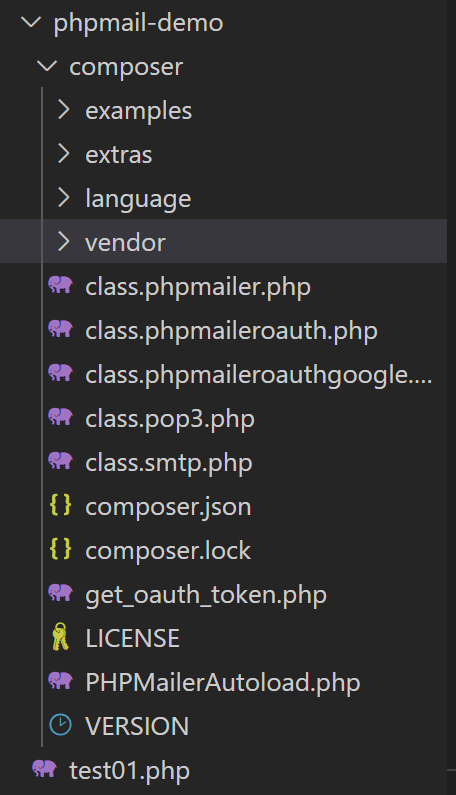 phpmail-demo
composer
examples
extras
language
vendor
class.phpmailer.php
class.phpmaileroauth.php
class.phpmaileroauthgoogle....
class.pop3.php
class.smtp.php
composer.json
composer.lock
get_oauth_token.php
LICENSE
PHPMailerAutoload.php
VERSION
test01.php